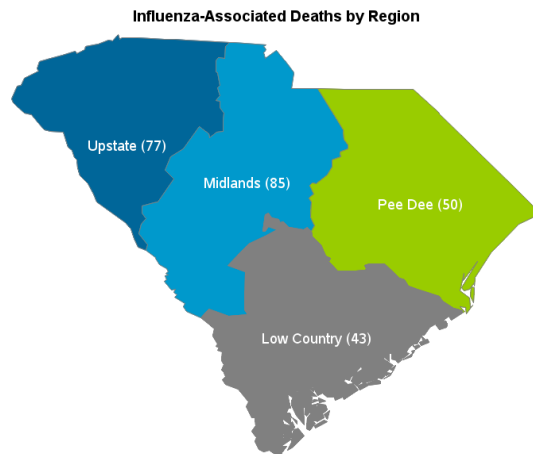 Influenza-Associated Deaths by Region
Upstate (77)
Midlands (85)
Pee Dee (50)
Low Country (43)